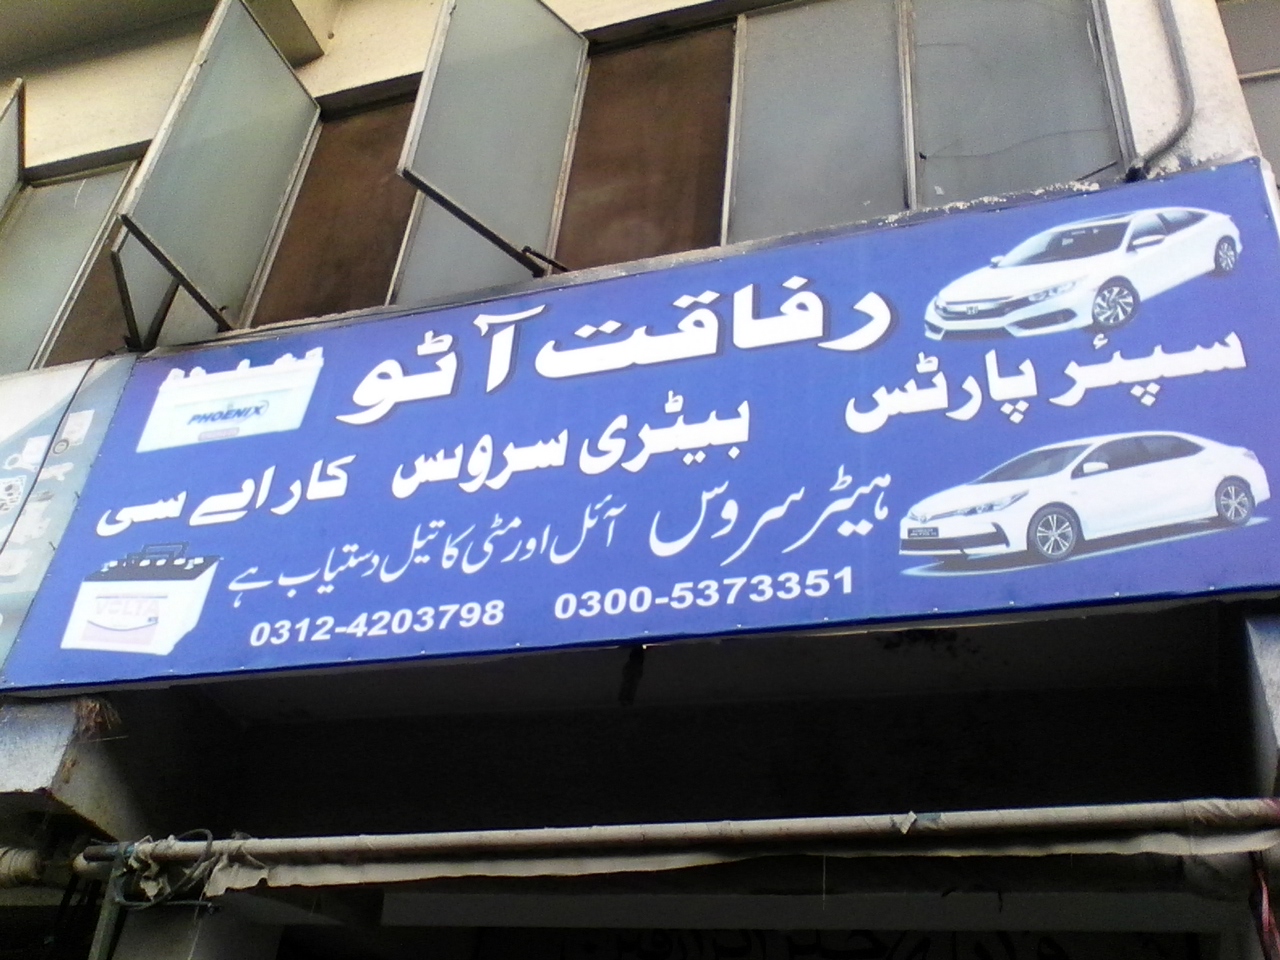 رفاقت آٹو
سپئر پارٹس بیٹری سروس کار اے سی
ہیٹر سروس آئل اور مٹی کا تیل دستیاب ہے
0312-4203798 0300-5373351
PHOENIX
VOLTA